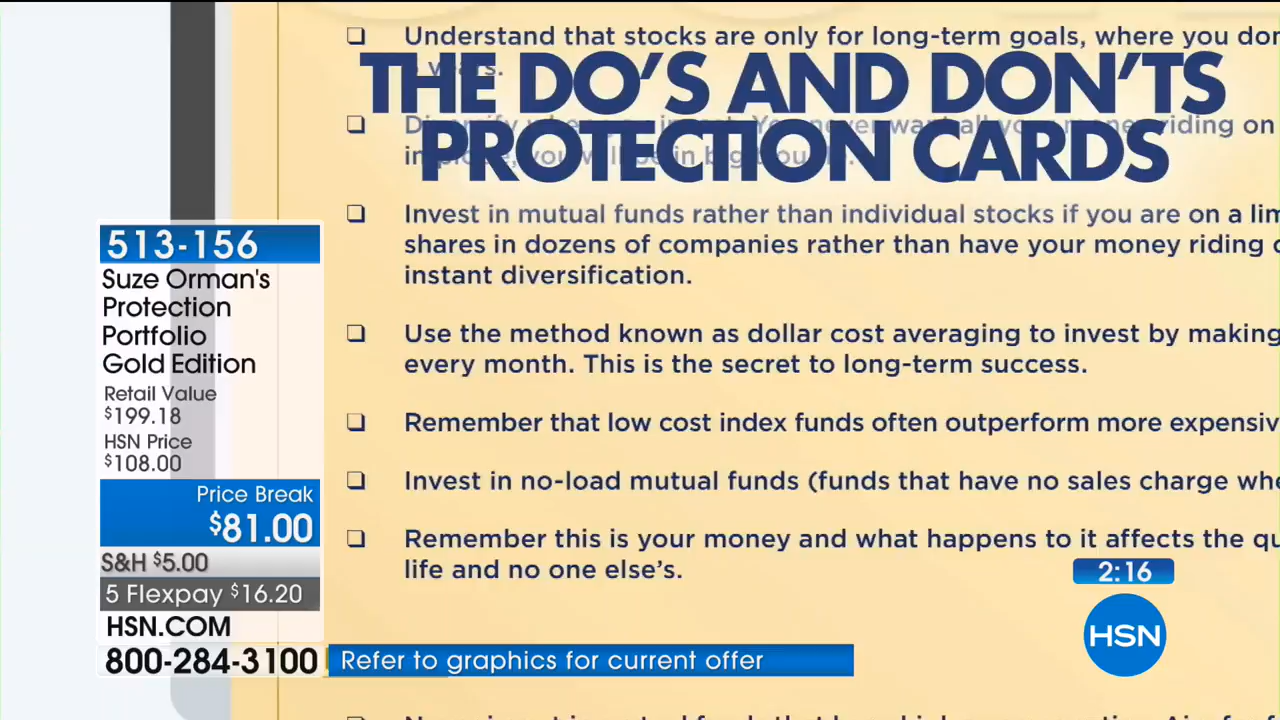 Understand that stocks are only for long-term goals, where you don
THE DO'S AND DON'TS
PROTECTION CARDS
Invest in mutual funds rather than individual stocks if you are on a lim
shares in dozens of companies rather than have your money riding o
instant diversification.
Use the method known as dollar cost averaging to invest by making
every month. This is the secret to long-term success.
Remember that low cost index funds often outperform more expensiv
Invest in no-load mutual funds (funds that have no sales charge whe
Remember this is your money and what happens to it affects the qu
life and no one else's.
513-156
Suze Orman's
Protection
Portfolio
Gold Edition
Retail Value
$199.18
HSN Price
$108.00
Price Break
$81.00
S&H $5.00
5 Flexpay $16.20
HSN.COM
800-284-3100
Refer to graphics for current offer
2:16
HSN